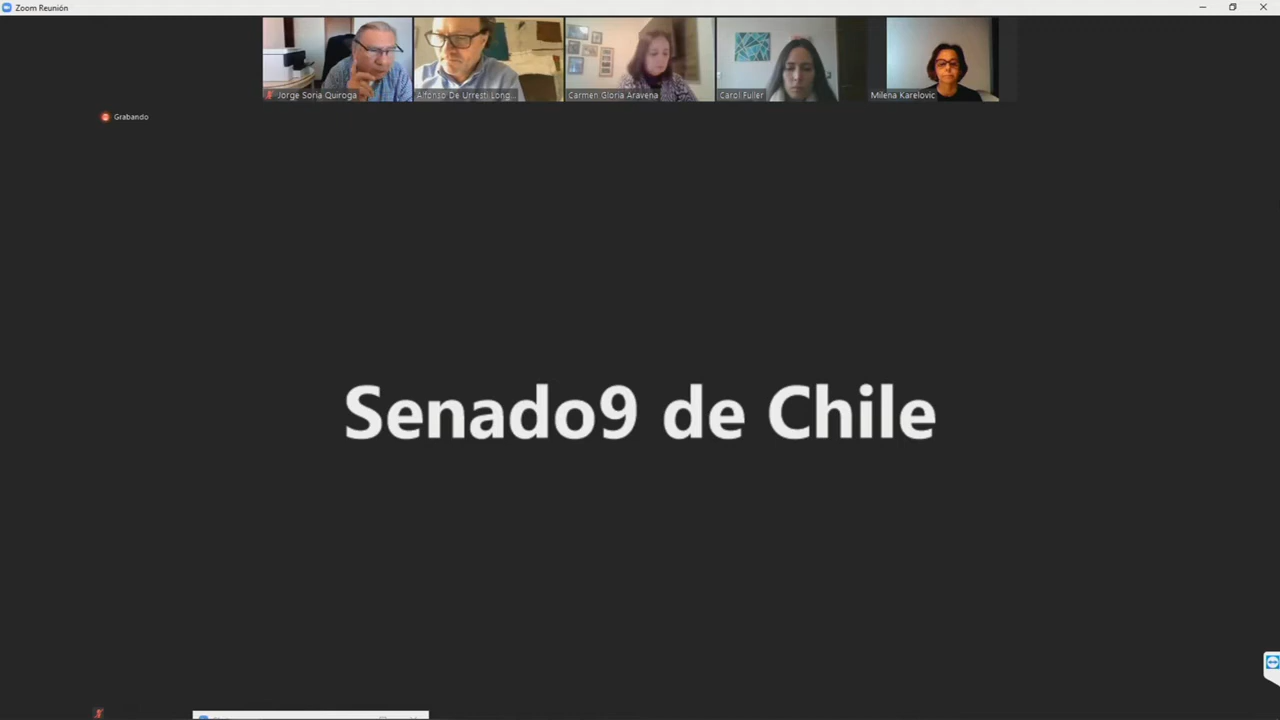 Zoom Reunión
Jorge Soria Quiroga
Alfonso De Urresti Long...
Carmen Gloria Aravena
Carol Fuller
Milena Karelovic
Grabando
Senado9 de Chile